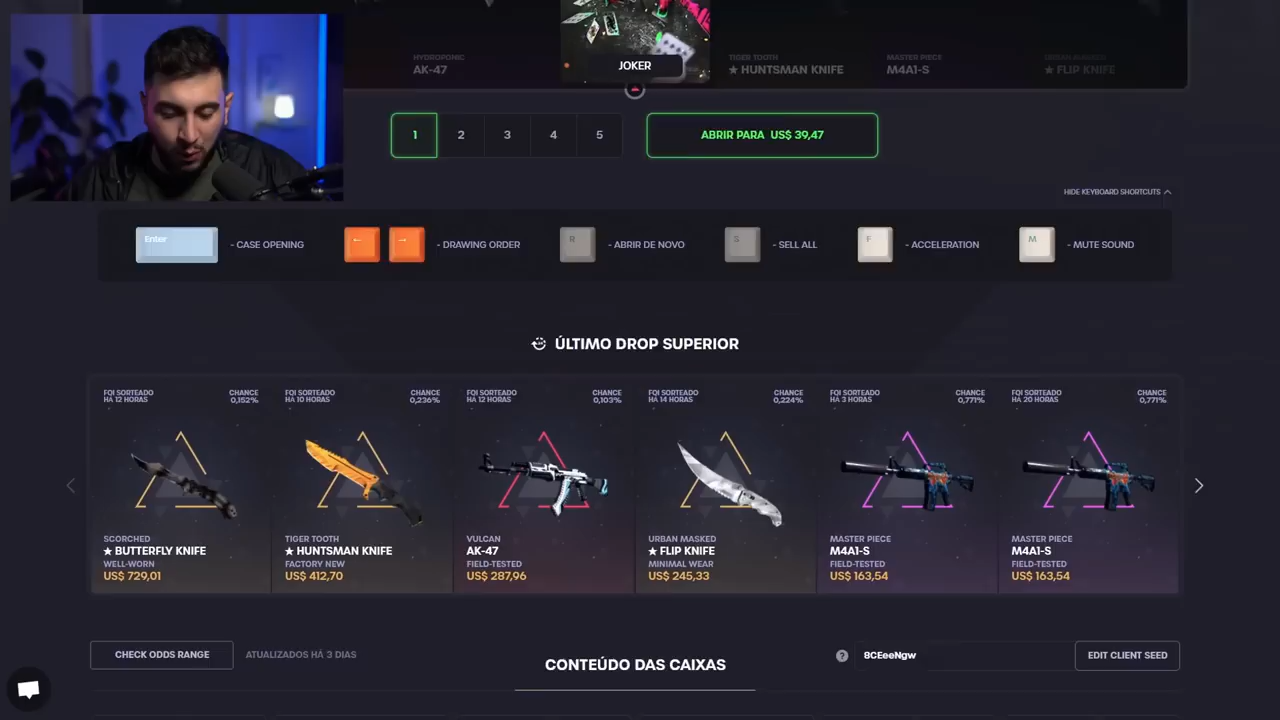 HYDROPONIC
AK-47
JOKER
TIGER TOOTH
★ HUNTSMAN KNIFE
MASTER PIECE
M4A1-S
URBAN MASKED
★ FLIP KNIFE
1 2 3 4 5
ABRIR PARA US$ 39,47
HIDE KEYBOARD SHORTCUTS
Enter - CASE OPENING
← → - DRAWING ORDER
R - ABRIR DE NOVO
S - SELL ALL
F - ACCELERATION
M - MUTE SOUND
ÚLTIMO DROP SUPERIOR
FOI SORTEADO
HÁ 12 HORAS
CHANCE
0,152%
SCORCHED
★ BUTTERFLY KNIFE
WELL-WORN
US$ 729,01
FOI SORTEADO
HÁ 10 HORAS
CHANCE
0,236%
TIGER TOOTH
★ HUNTSMAN KNIFE
FACTORY NEW
US$ 412,70
FOI SORTEADO
HÁ 12 HORAS
CHANCE
0,103%
VULCAN
AK-47
FIELD-TESTED
US$ 287,96
FOI SORTEADO
HÁ 14 HORAS
CHANCE
0,224%
URBAN MASKED
★ FLIP KNIFE
MINIMAL WEAR
US$ 245,33
FOI SORTEADO
HÁ 3 HORAS
CHANCE
0,771%
MASTER PIECE
M4A1-S
FIELD-TESTED
US$ 163,54
FOI SORTEADO
HÁ 20 HORAS
CHANCE
0,771%
MASTER PIECE
M4A1-S
FIELD-TESTED
US$ 163,54
CHECK ODDS RANGE
ATUALIZADOS HÁ 3 DIAS
CONTEÚDO DAS CAIXAS
? 8CEeeNgw
EDIT CLIENT SEED